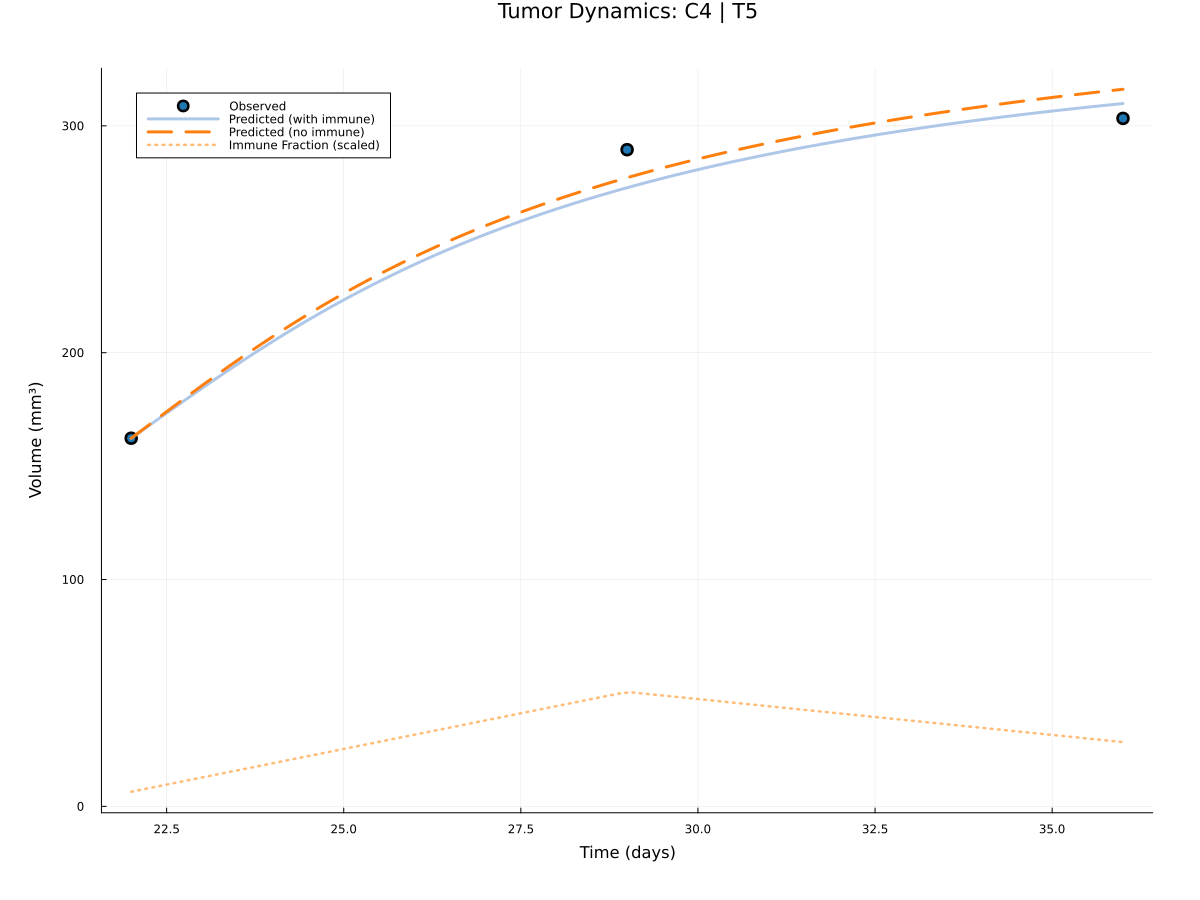 Tumor Dynamics: C4 | T5
Observed
Predicted (with immune)
Predicted (no immune)
Immune Fraction (scaled)
300
200
100
0
Volume (mm³)
22.5 25.0 27.5 30.0 32.5 35.0
Time (days)